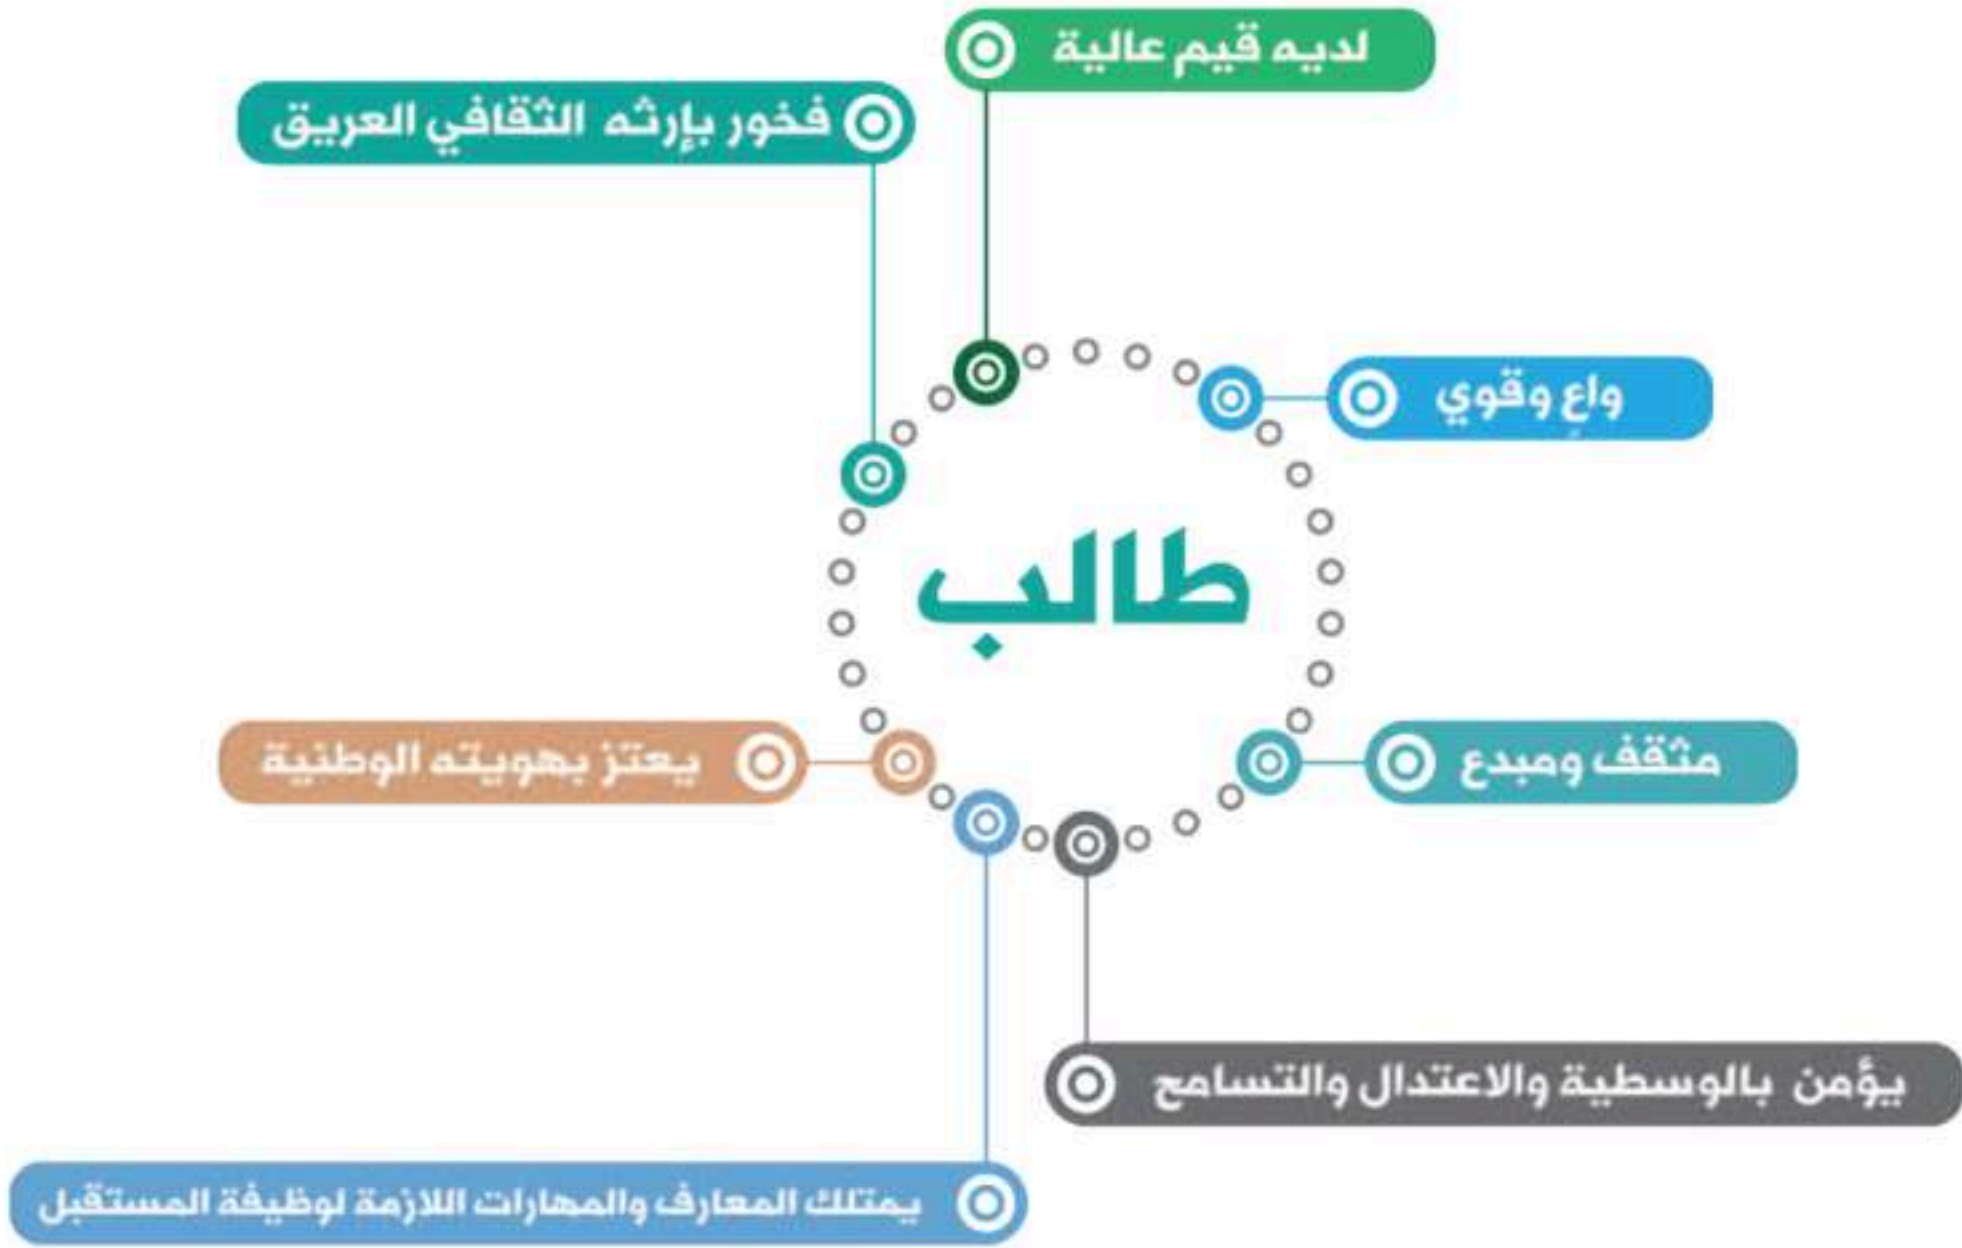 لديه قيم عالية
فخور بإرثه الثقافي العريق
واعٍ وقوي
طالب
يعتز بهويته الوطنية
مثقف ومبدع
يؤمن بالوسطية والاعتدال والتسامح
يمتلك المعارف والمهارات اللازمة لوظيفة المستقبل